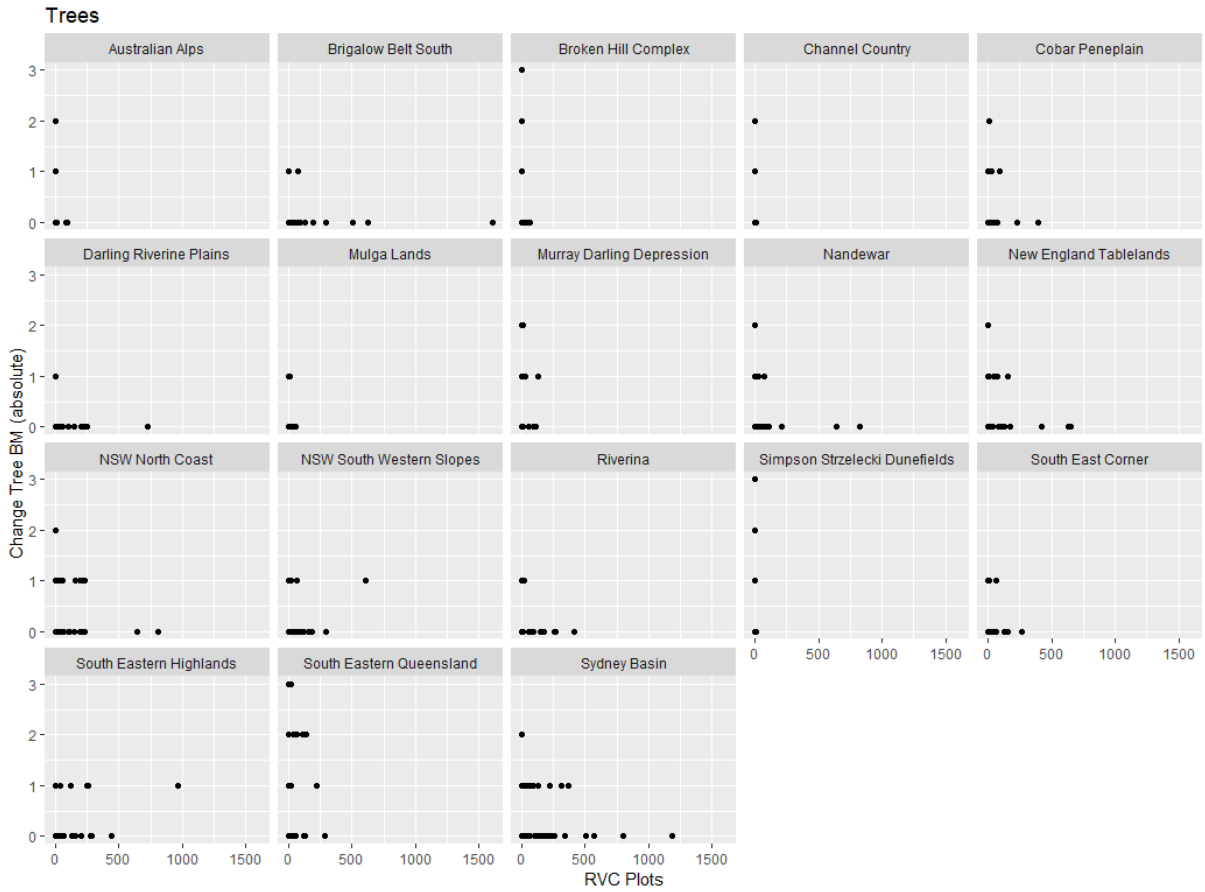 Trees
Australian Alps Brigalow Belt South Broken Hill Complex Channel Country Cobar Peneplain
3
2
1
0
Darling Riverine Plains Mulga Lands Murray Darling Depression Nandewar New England Tablelands
3
2
1
0
NSW North Coast NSW South Western Slopes Riverina Simpson Strzelecki Dunefields South East Corner
3
2
1
0
0 500 1000 1500 0 500 1000 1500
South Eastern Highlands South Eastern Queensland Sydney Basin
3
2
1
0
0 500 1000 1500 0 500 1000 1500 0 500 1000 1500
RVC Plots
Change Tree BM (absolute)